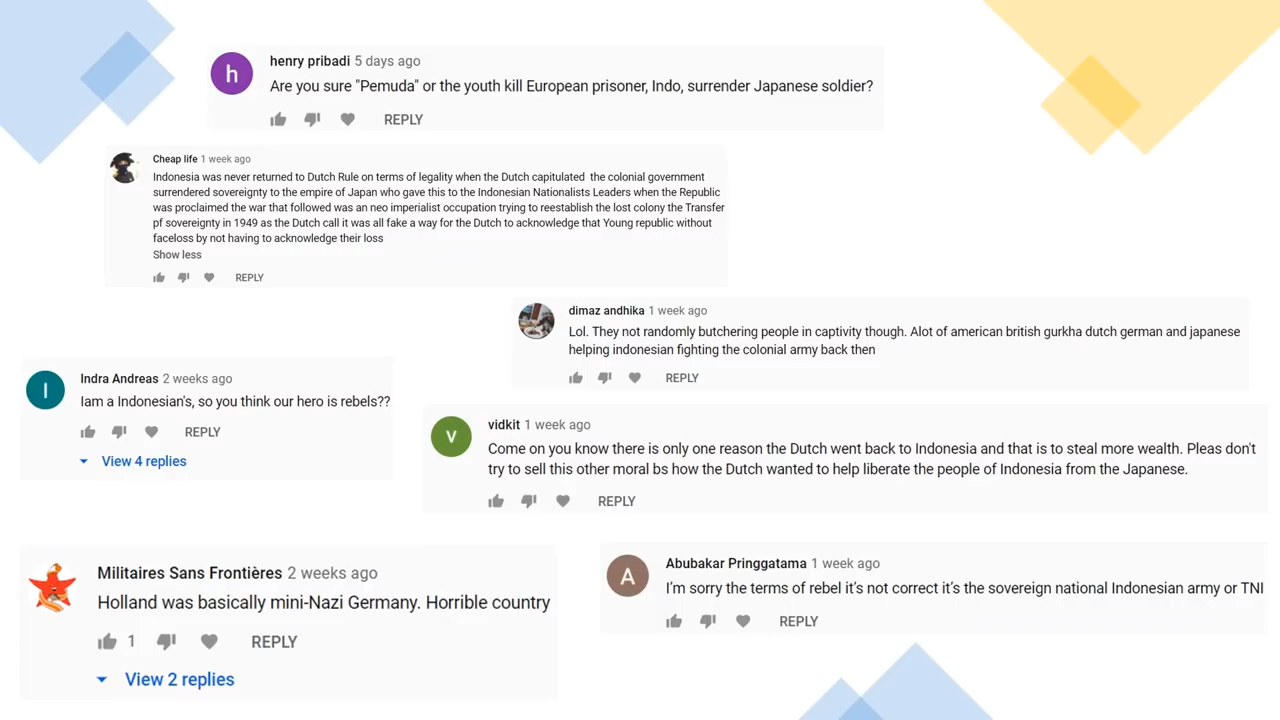 h
henry pribadi 5 days ago
Are you sure "Pemuda" or the youth kill European prisoner, Indo, surrender Japanese soldier?
REPLY
Cheap life 1 week ago
Indonesia was never returned to Dutch Rule on terms of legality when the Dutch capitulated the colonial government
surrendered sovereignty to the empire of Japan who gave this to the Indonesian Nationalists Leaders when the Republic
was proclaimed the war that followed was an neo imperialist occupation trying to reestablish the lost colony the Transfer
pf sovereignty in 1949 as the Dutch call it was all fake a way for the Dutch to acknowledge that Young republic without
faceloss by not having to acknowledge their loss
Show less
REPLY
dimaz andhika 1 week ago
Lol. They not randomly butchering people in captivity though. Alot of american british gurkha dutch german and japanese
helping indonesian fighting the colonial army back then
REPLY
I
Indra Andreas 2 weeks ago
Iam a Indonesian's, so you think our hero is rebels??
REPLY
View 4 replies
v
vidkit 1 week ago
Come on you know there is only one reason the Dutch went back to Indonesia and that is to steal more wealth. Pleas don't
try to sell this other moral bs how the Dutch wanted to help liberate the people of Indonesia from the Japanese.
REPLY
Militaires Sans Frontières 2 weeks ago
Holland was basically mini-Nazi Germany. Horrible country
1 REPLY
View 2 replies
A
Abubakar Pringgatama 1 week ago
I'm sorry the terms of rebel it's not correct it's the sovereign national Indonesian army or TNI
REPLY